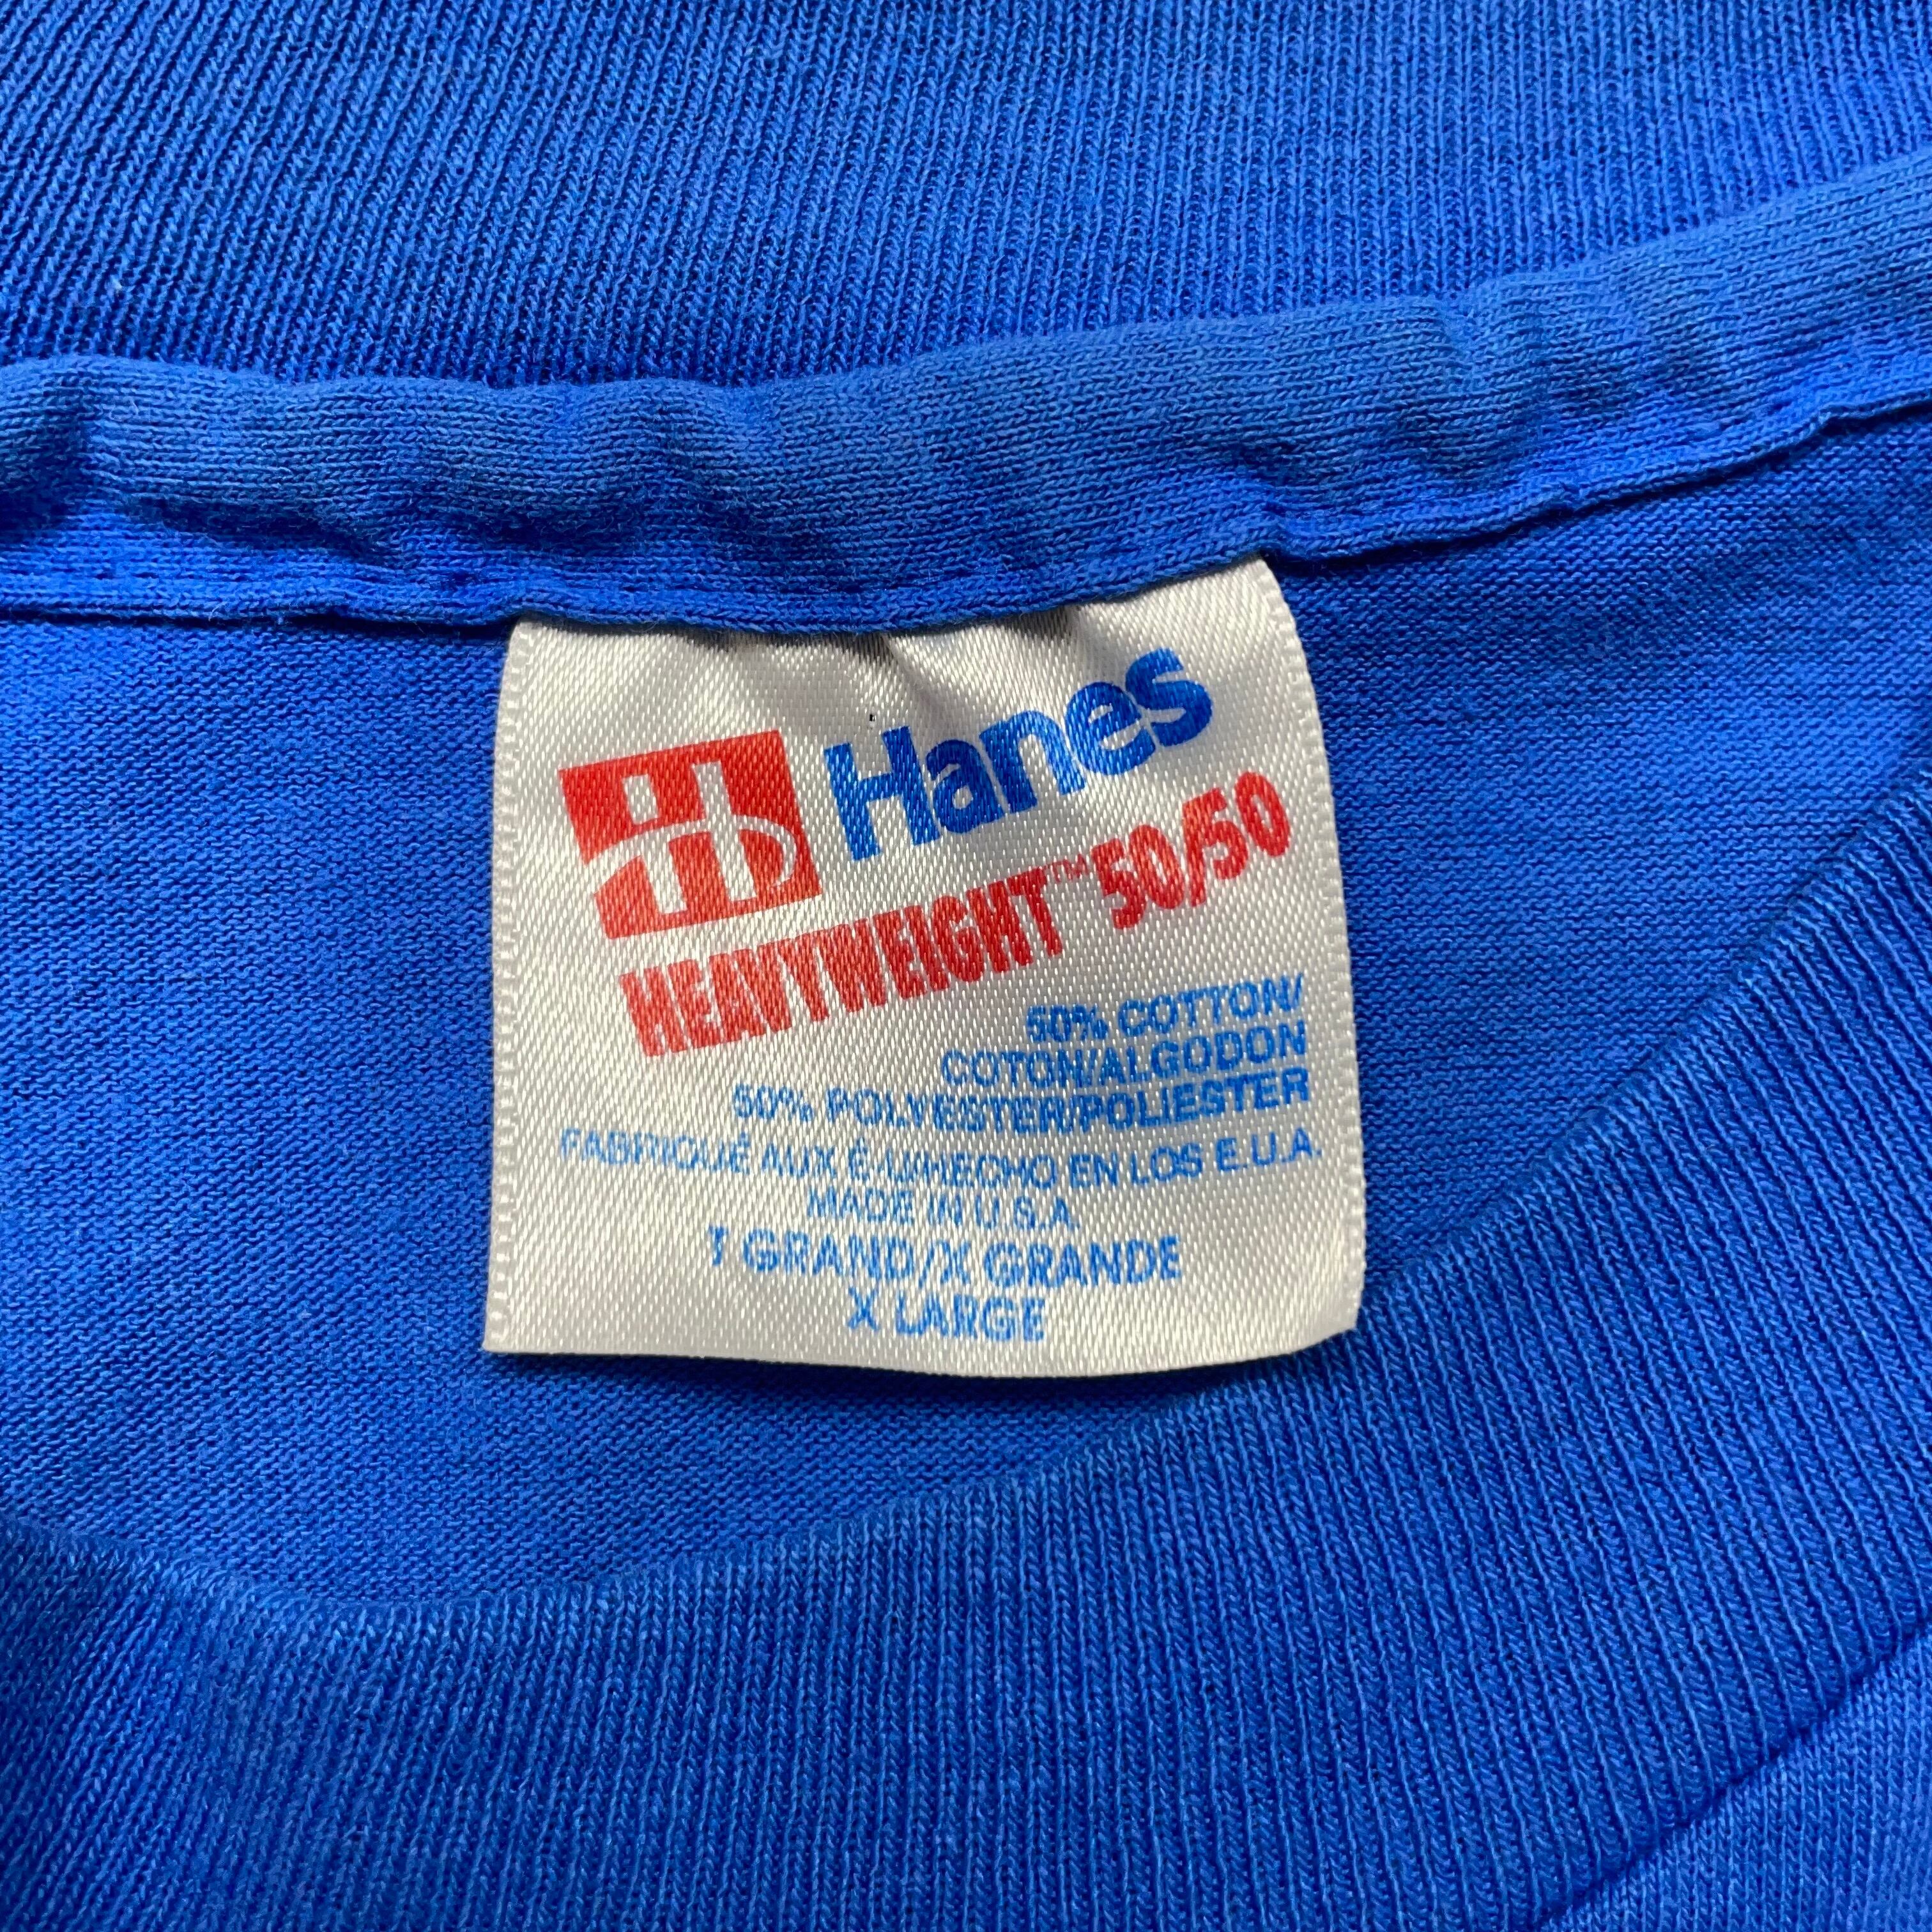 Hanes
HEAVYWEIGHT™ 50/50
50% COTTON/
COTON/ALGODON
50% POLYESTER/POLIESTER
FABRIQUÉ AUX É.-U./HECHO EN LOS E.U.A.
MADE IN U.S.A.
T GRAND/X GRANDE
X LARGE